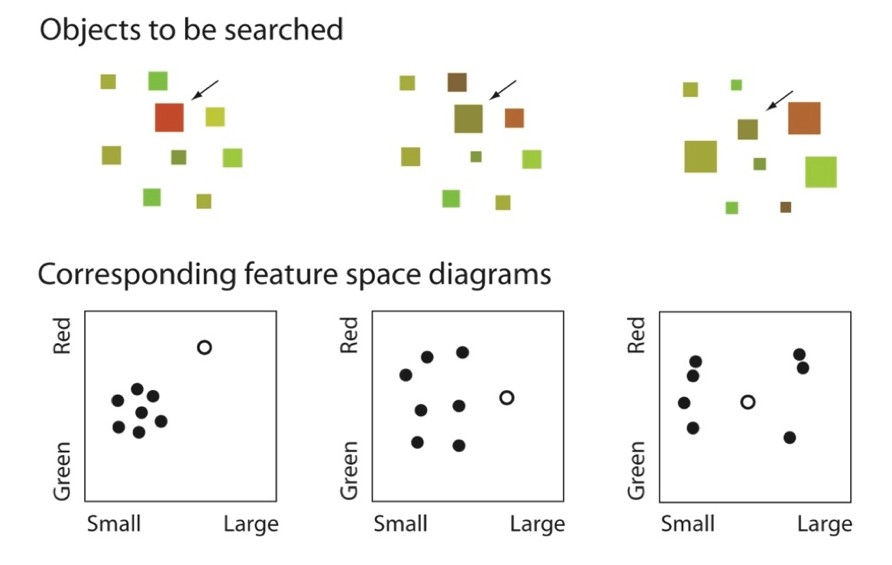 Objects to be searched
Corresponding feature space diagrams
Red
Green
Small
Large
Red
Green
Small
Large
Red
Green
Small
Large